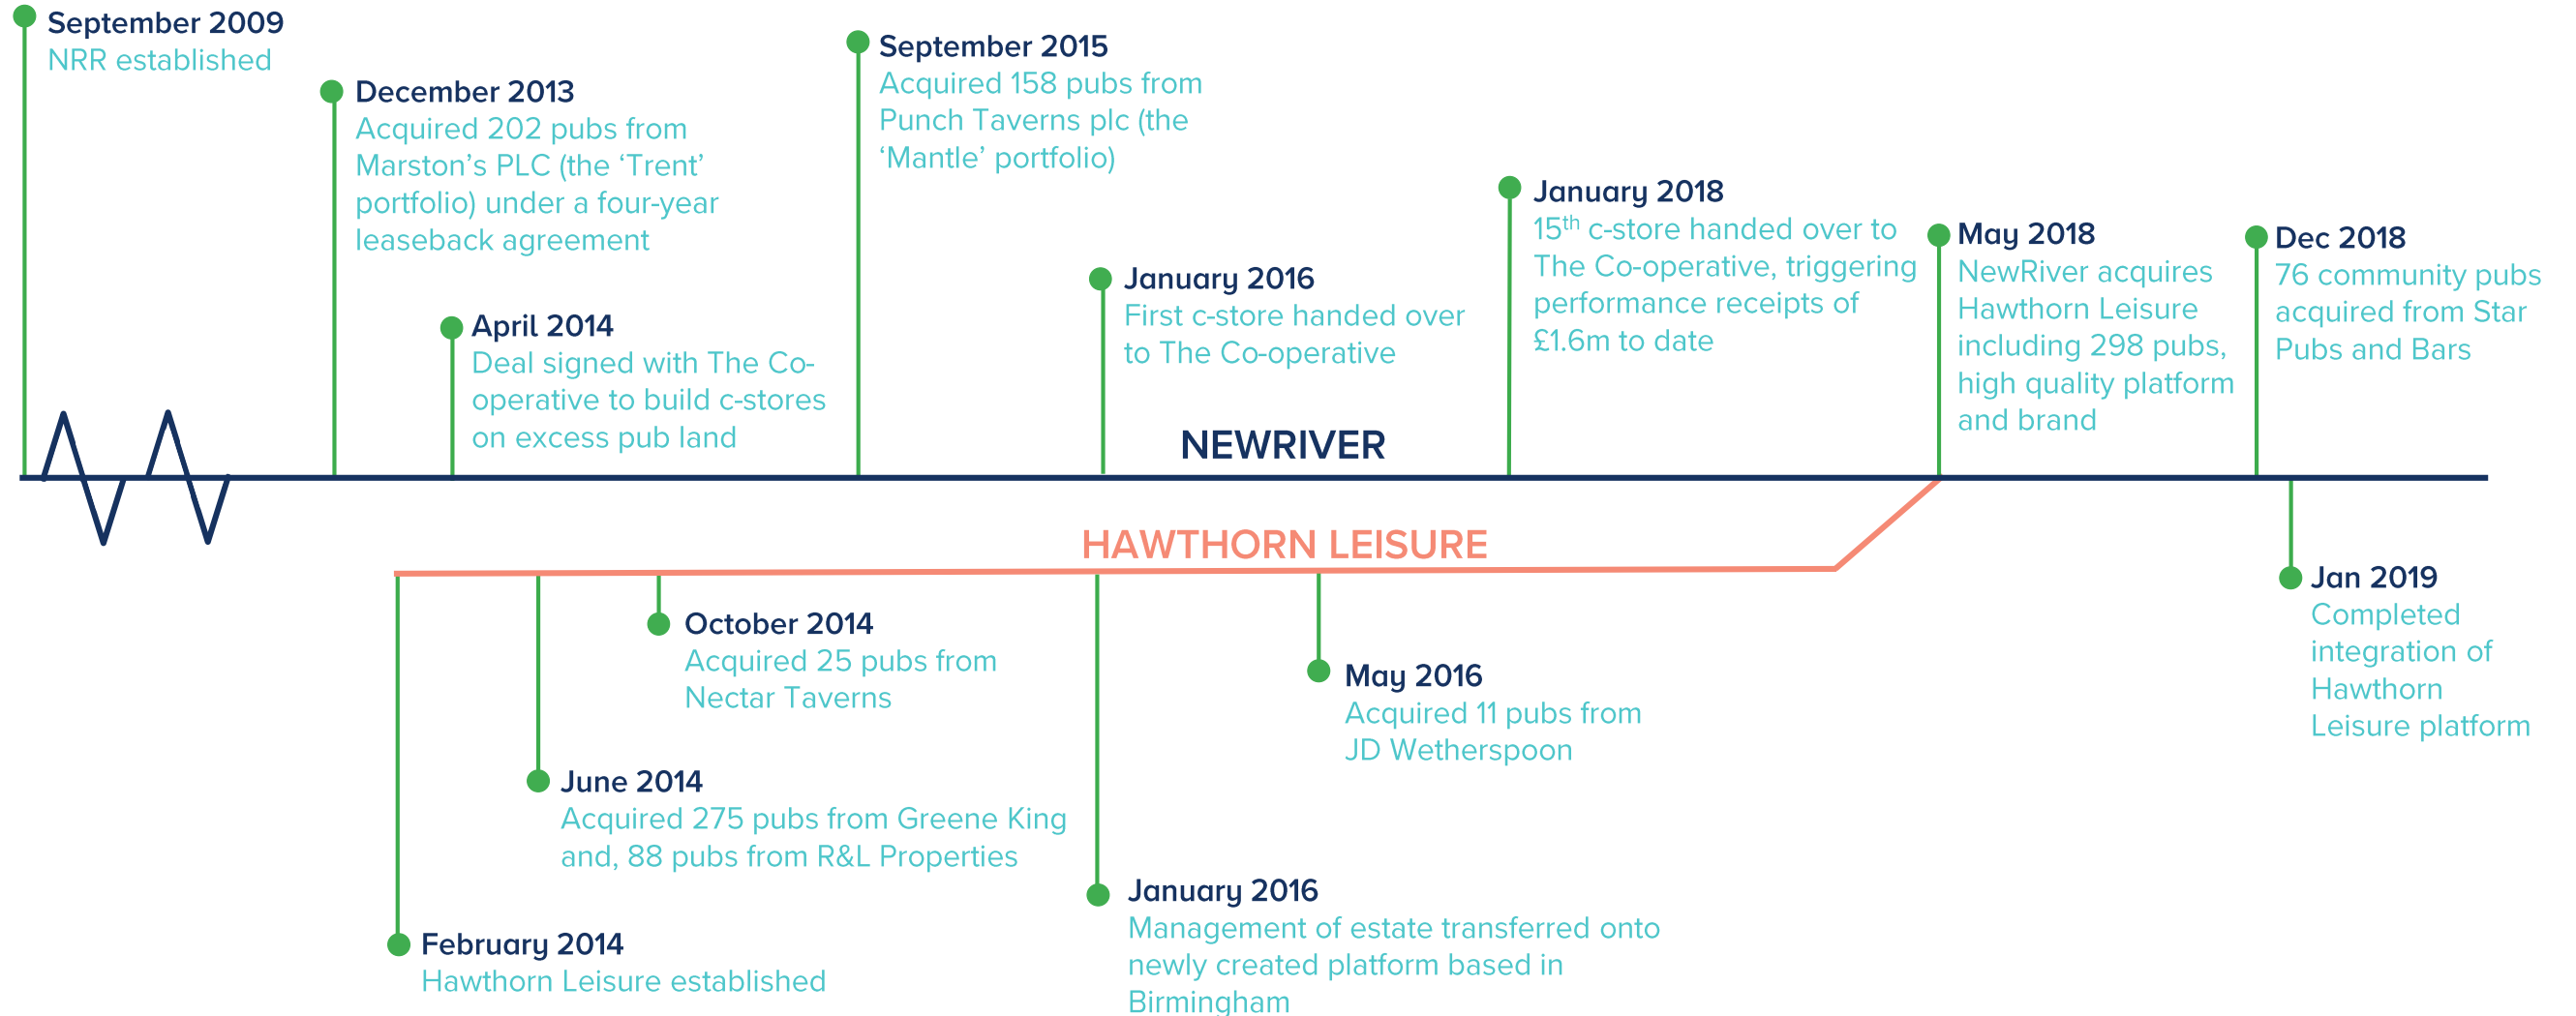 September 2009
NRR established
December 2013
Acquired 202 pubs from
Marston’s PLC (the ‘Trent’
portfolio) under a four-year
leaseback agreement
April 2014
Deal signed with The Co-
operative to build c-stores
on excess pub land
September 2015
Acquired 158 pubs from
Punch Taverns plc (the
‘Mantle’ portfolio)
January 2016
First c-store handed over
to The Co-operative
January 2018
15th c-store handed over to
The Co-operative, triggering
performance receipts of
£1.6m to date
May 2018
NewRiver acquires
Hawthorn Leisure
including 298 pubs,
high quality platform
and brand
Dec 2018
76 community pubs
acquired from Star
Pubs and Bars
NEWRIVER
HAWTHORN LEISURE
February 2014
Hawthorn Leisure established
June 2014
Acquired 275 pubs from Greene King
and, 88 pubs from R&L Properties
October 2014
Acquired 25 pubs from
Nectar Taverns
January 2016
Management of estate transferred onto
newly created platform based in
Birmingham
May 2016
Acquired 11 pubs from
JD Wetherspoon
Jan 2019
Completed
integration of
Hawthorn
Leisure platform